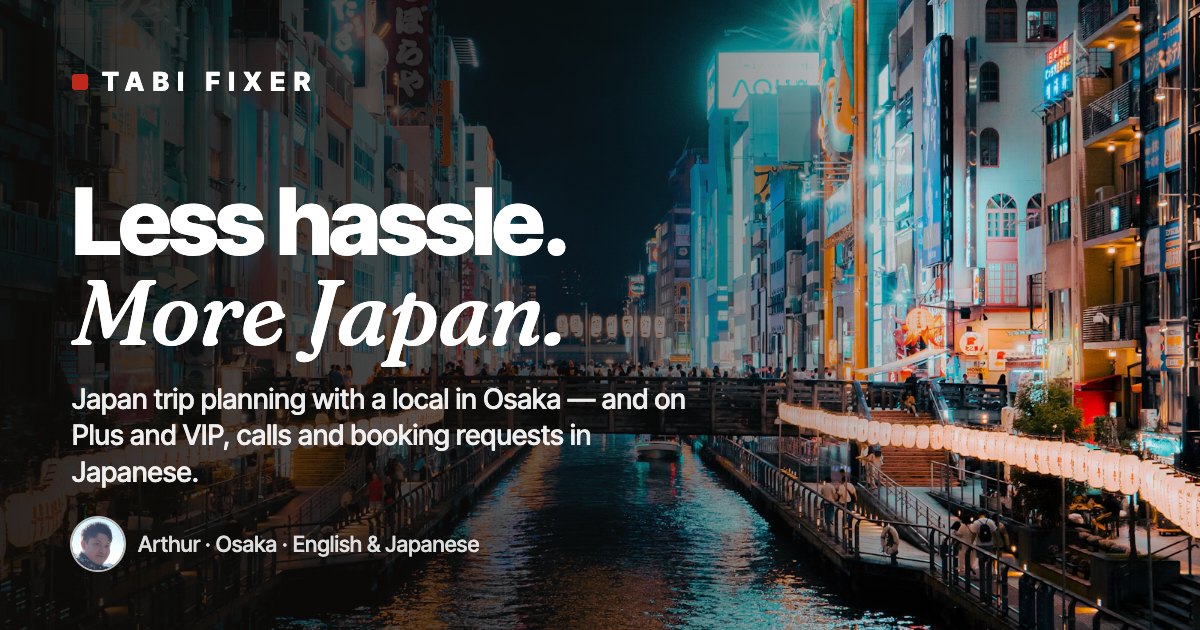 TABI FIXER
Less hassle.
More Japan.
Japan trip planning with a local in Osaka — and on
Plus and VIP, calls and booking requests in
Japanese.
Arthur · Osaka · English & Japanese